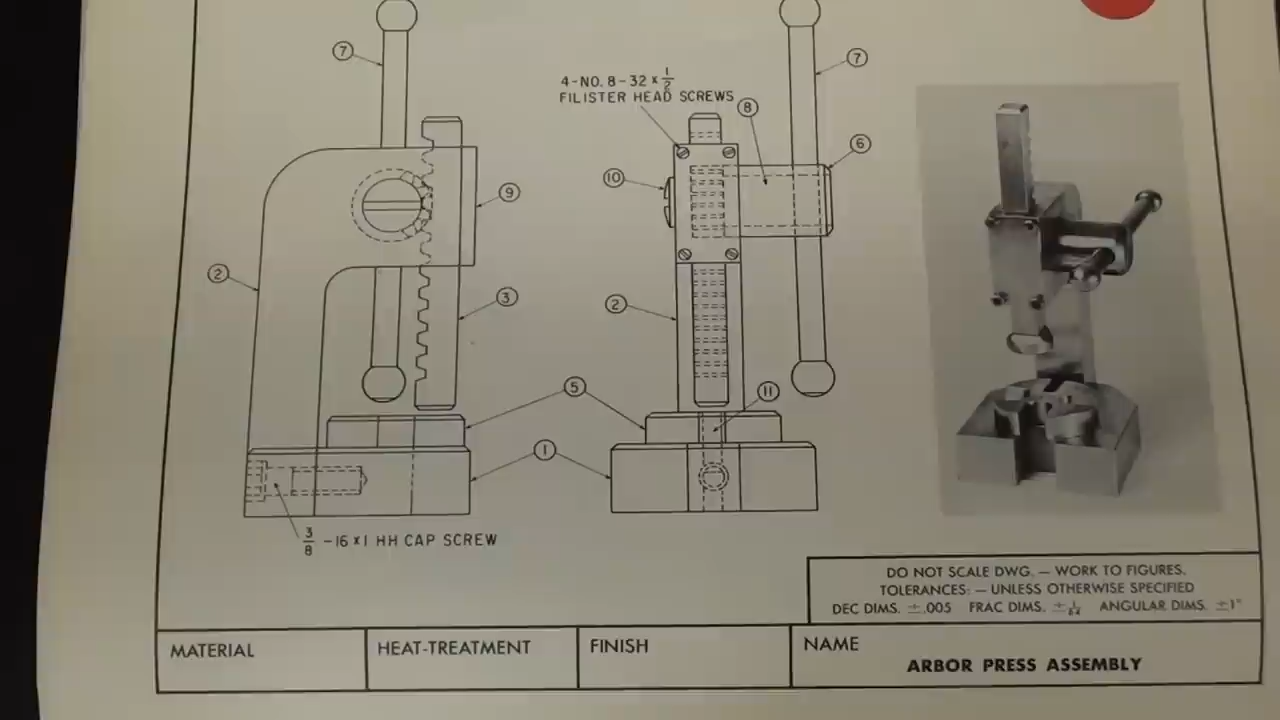 7
7
4-NO. 8-32 × 1/2
FILISTER HEAD SCREWS
8
6
10
9
2
3
2
5
11
1
3/8 -16 × 1 HH CAP SCREW
DO NOT SCALE DWG. — WORK TO FIGURES.
TOLERANCES: — UNLESS OTHERWISE SPECIFIED
DEC DIMS. ±.005 FRAC DIMS. ± 1/64 ANGULAR DIMS. ±1°
MATERIAL
HEAT-TREATMENT
FINISH
NAME
ARBOR PRESS ASSEMBLY